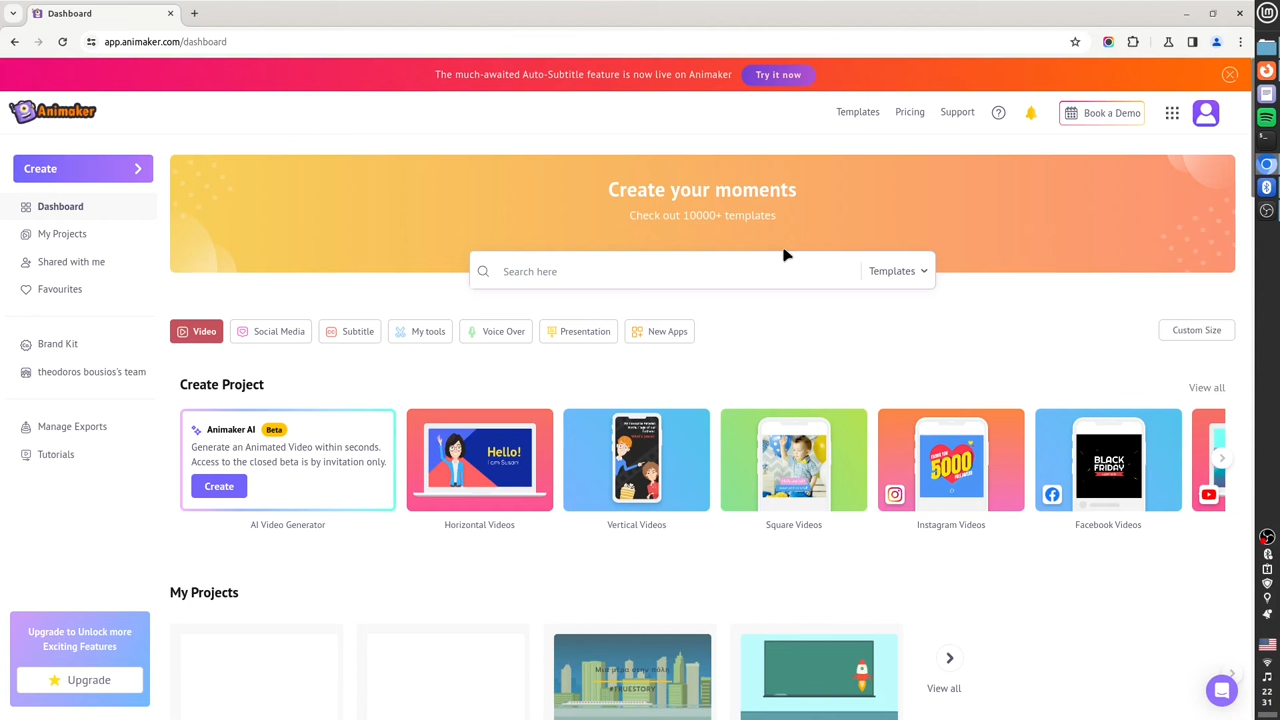 Dashboard
app.animaker.com/dashboard
The much-awaited Auto-Subtitle feature is now live on Animaker
Try it now
Animaker
Templates
Pricing
Support
Book a Demo
Create
Dashboard
My Projects
Shared with me
Favourites
Brand Kit
theodoros bousios's team
Manage Exports
Tutorials
Upgrade to Unlock more
Exciting Features
Upgrade
Create your moments
Check out 10000+ templates
Search here
Templates
Video
Social Media
Subtitle
My tools
Voice Over
Presentation
New Apps
Custom Size
Create Project
View all
Animaker AI
Beta
Generate an Animated Video within seconds.
Access to the closed beta is by invitation only.
Create
Hello!
I am Susan!
5000
BLACK
FRIDAY
AI Video Generator
Horizontal Videos
Vertical Videos
Square Videos
Instagram Videos
Facebook Videos
My Projects
Μια μέρα στην πόλη
#TRUESTORY
View all
22
31